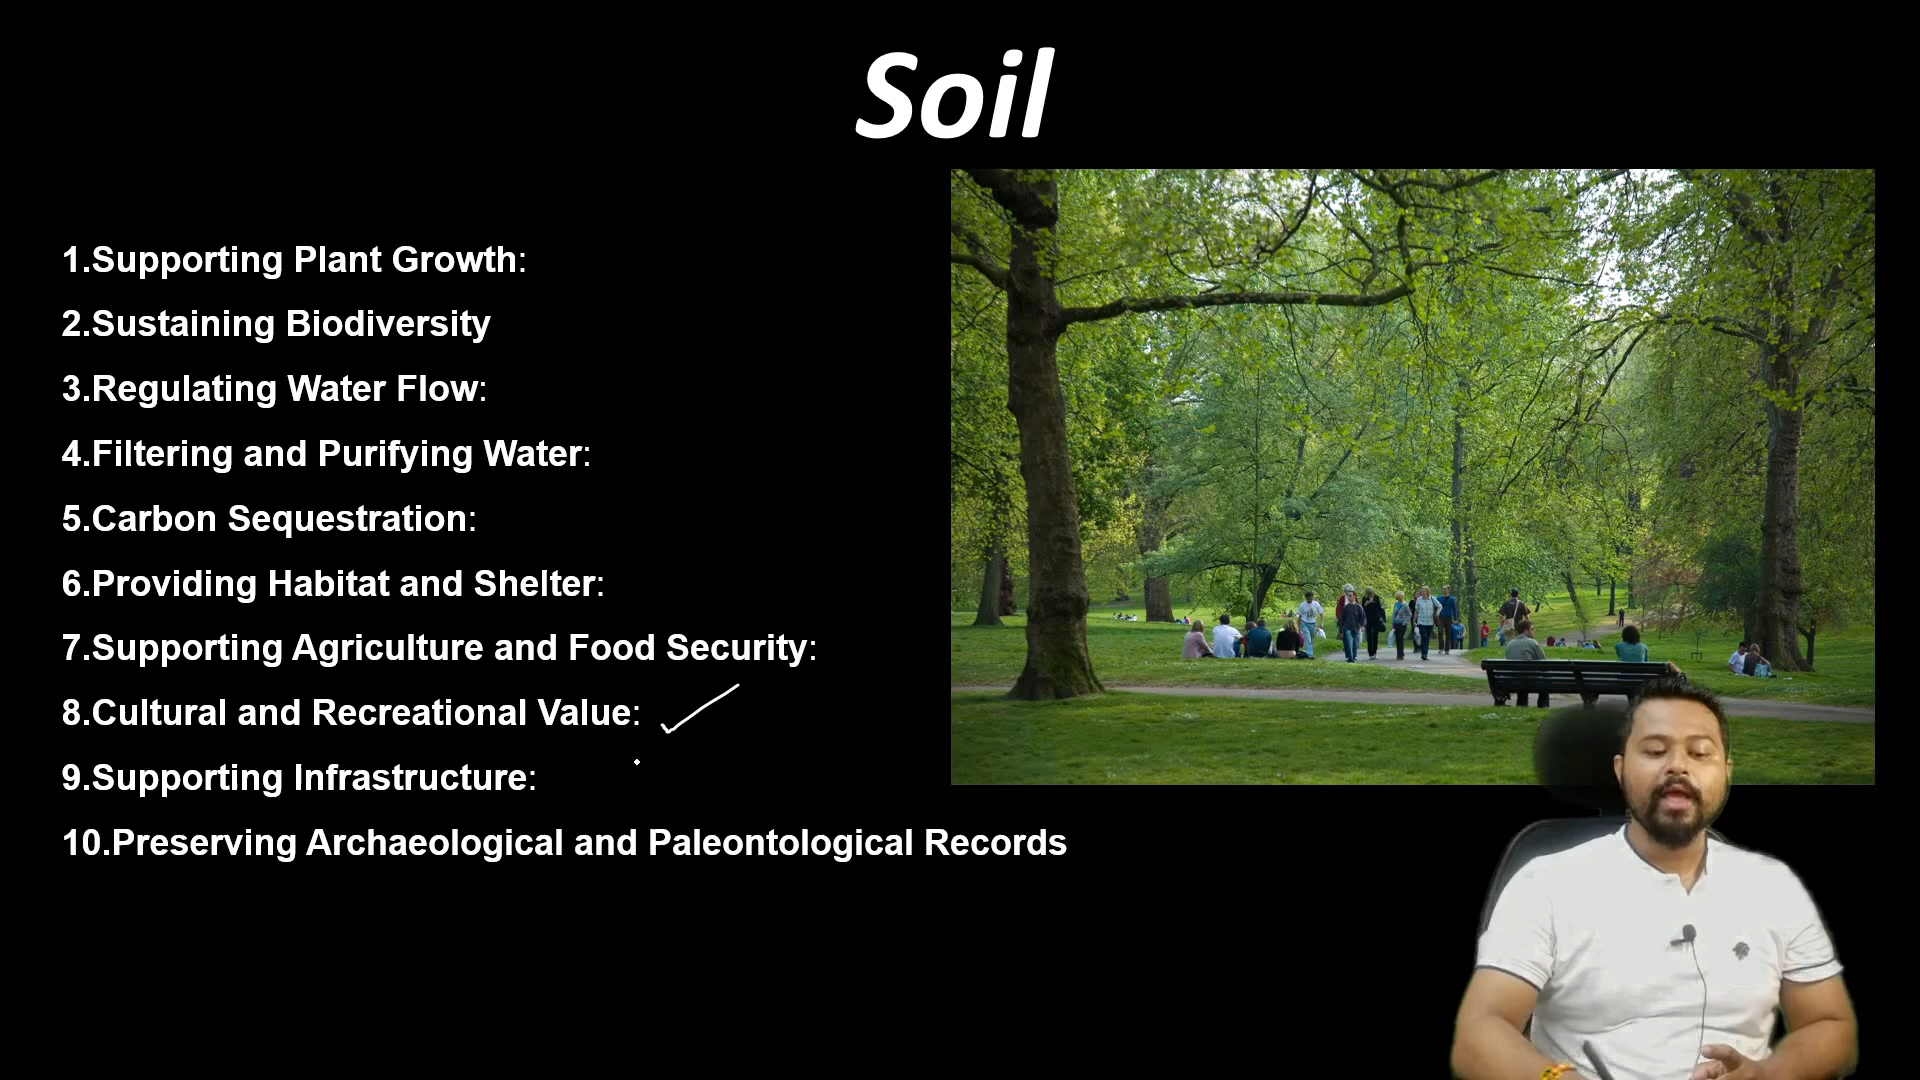 Soil
1.Supporting Plant Growth:
2.Sustaining Biodiversity
3.Regulating Water Flow:
4.Filtering and Purifying Water:
5.Carbon Sequestration:
6.Providing Habitat and Shelter:
7.Supporting Agriculture and Food Security:
8.Cultural and Recreational Value:
9.Supporting Infrastructure:
10.Preserving Archaeological and Paleontological Records